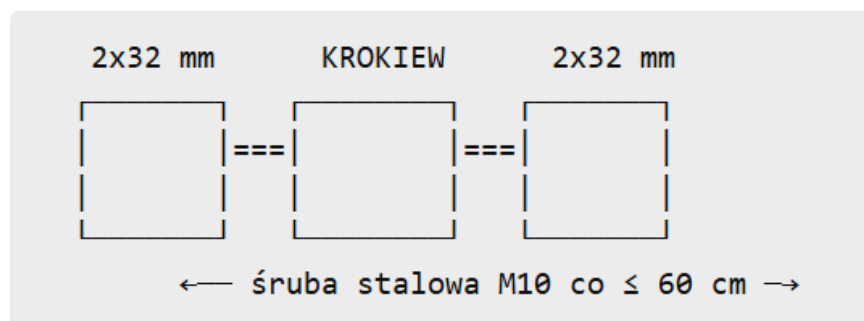 2x32 mm KROKIEW 2x32 mm
=== ===
←— śruba stalowa M10 co ≤ 60 cm —→